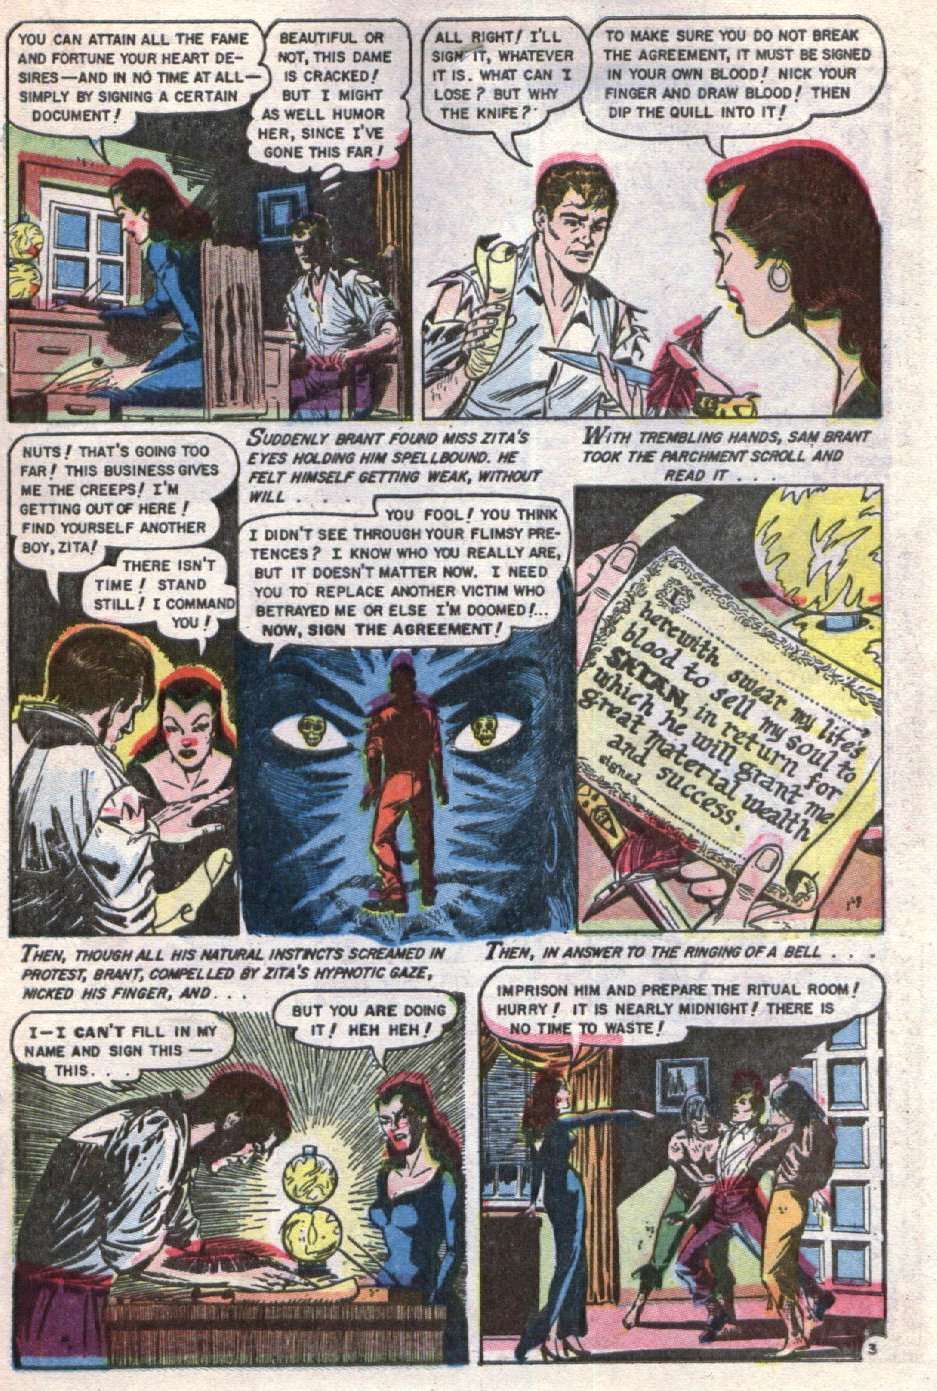 YOU CAN ATTAIN ALL THE FAME
AND FORTUNE YOUR HEART DE-
SIRES—AND IN NO TIME AT ALL—
SIMPLY BY SIGNING A CERTAIN
DOCUMENT!
BEAUTIFUL OR
NOT, THIS DAME
IS CRACKED!
BUT I MIGHT
AS WELL HUMOR
HER, SINCE I'VE
GONE THIS FAR!
ALL RIGHT! I'LL
SIGN IT, WHATEVER
IT IS. WHAT CAN I
LOSE? BUT WHY
THE KNIFE?
TO MAKE SURE YOU DO NOT BREAK
THE AGREEMENT, IT MUST BE SIGNED
IN YOUR OWN BLOOD! NICK YOUR
FINGER AND DRAW BLOOD! THEN
DIP THE QUILL INTO IT!
NUTS! THAT'S GOING TOO
FAR! THIS BUSINESS GIVES
ME THE CREEPS! I'M
GETTING OUT OF HERE!
FIND YOURSELF ANOTHER
BOY, ZITA!
THERE ISN'T
TIME! STAND
STILL! I COMMAND
YOU!
SUDDENLY BRANT FOUND MISS ZITA'S
EYES HOLDING HIM SPELLBOUND. HE
FELT HIMSELF GETTING WEAK, WITHOUT
WILL . . . .
YOU FOOL! YOU THINK
I DIDN'T SEE THROUGH YOUR FLIMSY PRE-
TENCES? I KNOW WHO YOU REALLY ARE,
BUT IT DOESN'T MATTER NOW. I NEED
YOU TO REPLACE ANOTHER VICTIM WHO
BETRAYED ME OR ELSE I'M DOOMED!...
NOW, SIGN THE AGREEMENT!
WITH TREMBLING HANDS, SAM BRANT
TOOK THE PARCHMENT SCROLL AND
READ IT . . .
I
herewith swear my life's
blood to sell my soul to
SATAN, in return for
which he will grant me
great material wealth
and success.
signed
THEN, THOUGH ALL HIS NATURAL INSTINCTS SCREAMED IN
PROTEST, BRANT, COMPELLED BY ZITA'S HYPNOTIC GAZE,
NICKED HIS FINGER, AND . . .
I—I CAN'T FILL IN MY
NAME AND SIGN THIS —
THIS. . .
BUT YOU ARE DOING
IT! HEH HEH!
THEN, IN ANSWER TO THE RINGING OF A BELL . . . .
IMPRISON HIM AND PREPARE THE RITUAL ROOM!
HURRY! IT IS NEARLY MIDNIGHT! THERE IS
NO TIME TO WASTE!
3